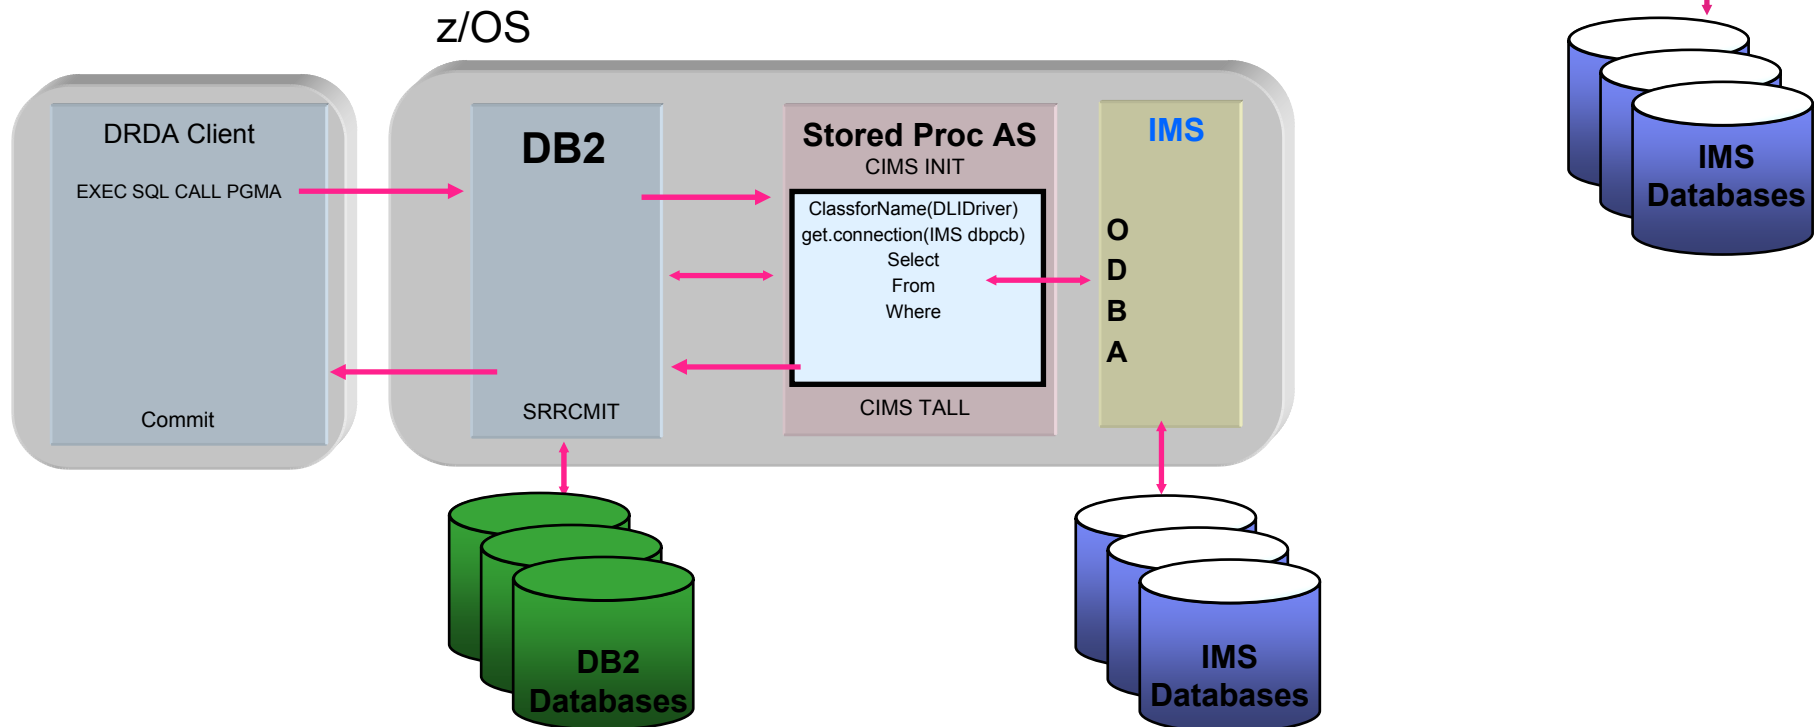 z/OS
DRDA Client
EXEC SQL CALL PGMA
Commit
DB2
SRRCMIT
Stored Proc AS
CIMS INIT
ClassforName(DLIDriver)
get.connection(IMS dbpcb)
Select
From
Where
CIMS TALL
IMS
O
D
B
A
IMS
Databases
DB2
Databases
IMS
Databases